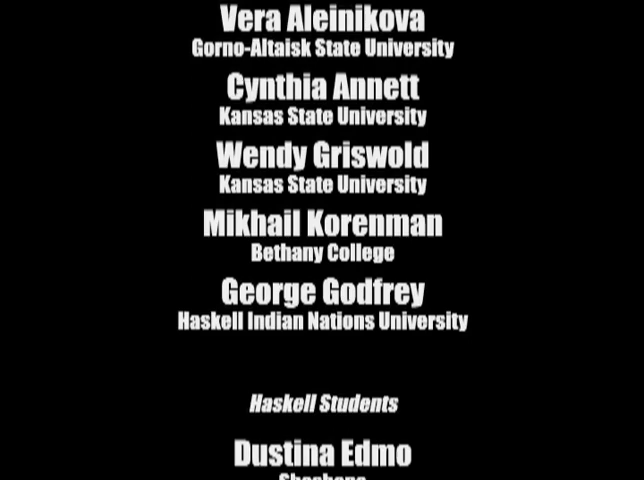 Vera Aleinikova
Gorno-Altaisk State University
Cynthia Annett
Kansas State University
Wendy Griswold
Kansas State University
Mikhail Korenman
Bethany College
George Godfrey
Haskell Indian Nations University
Haskell Students
Dustina Edmo